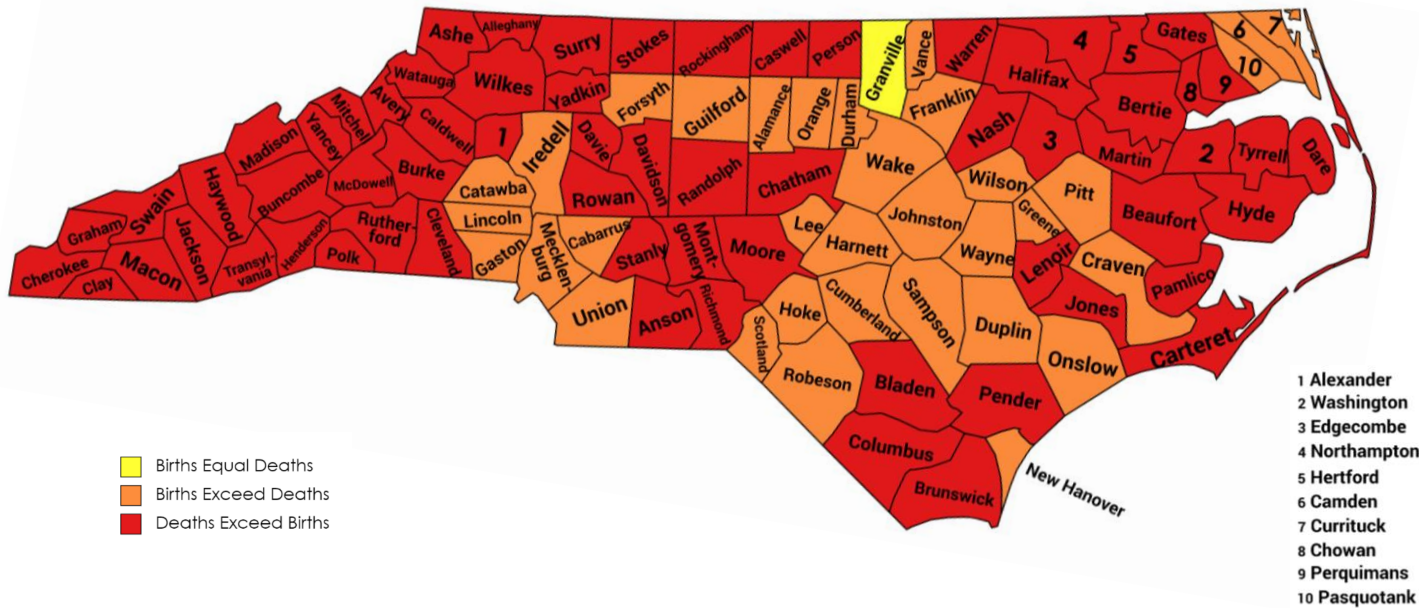 Ashe
Alleghany
Surry
Stokes
Rockingham
Caswell
Person
Granville
Vance
Warren
4
5
Gates
6
7
10
Watauga
Wilkes
Yadkin
Forsyth
Guilford
Alamance
Orange
Durham
Franklin
Halifax
Bertie
8
9
Mitchell
Avery
Caldwell
1
Iredell
Davie
Davidson
Randolph
Chatham
Wake
Nash
3
Martin
2
Tyrrell
Dare
Madison
Yancey
Burke
McDowell
Buncombe
Haywood
Swain
Graham
Catawba
Rowan
Wilson
Pitt
Greene
Beaufort
Hyde
Cherokee
Clay
Macon
Jackson
Transyl-
vania
Henderson
Polk
Ruther-
ford
Cleveland
Lincoln
Gaston
Mecklen-
burg
Cabarrus
Stanly
Mont-
gomery
Moore
Lee
Harnett
Johnston
Wayne
Lenoir
Craven
Pamlico
Jones
Union
Anson
Richmond
Scotland
Hoke
Cumberland
Sampson
Duplin
Onslow
Carteret
Robeson
Bladen
Pender
Columbus
Brunswick
New Hanover
Births Equal Deaths
Births Exceed Deaths
Deaths Exceed Births
1 Alexander
2 Washington
3 Edgecombe
4 Northampton
5 Hertford
6 Camden
7 Currituck
8 Chowan
9 Perquimans
10 Pasquotank